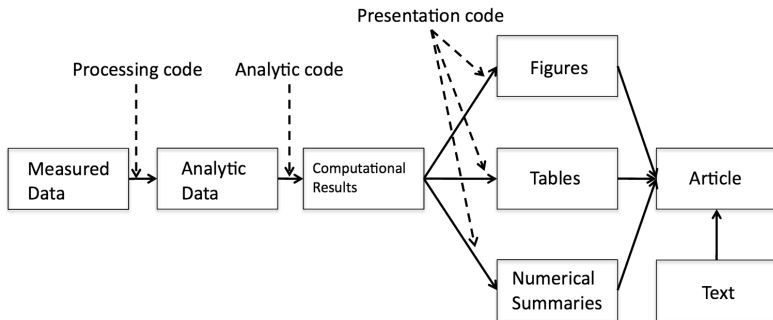 Presentation code
Processing code
Analytic code
Figures
Measured
Data
Analytic
Data
Computational
Results
Tables
Article
Numerical
Summaries
Text